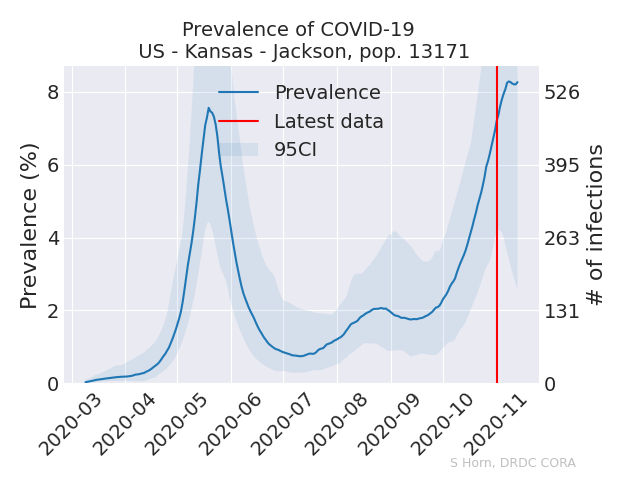 Prevalence of COVID-19
US - Kansas - Jackson, pop. 13171
Prevalence
Latest data
95CI
Prevalence (%)
8
6
4
2
0
526
395
263
131
0
# of infections
2020-03
2020-04
2020-05
2020-06
2020-07
2020-08
2020-09
2020-10
2020-11
S Horn, DRDC CORA